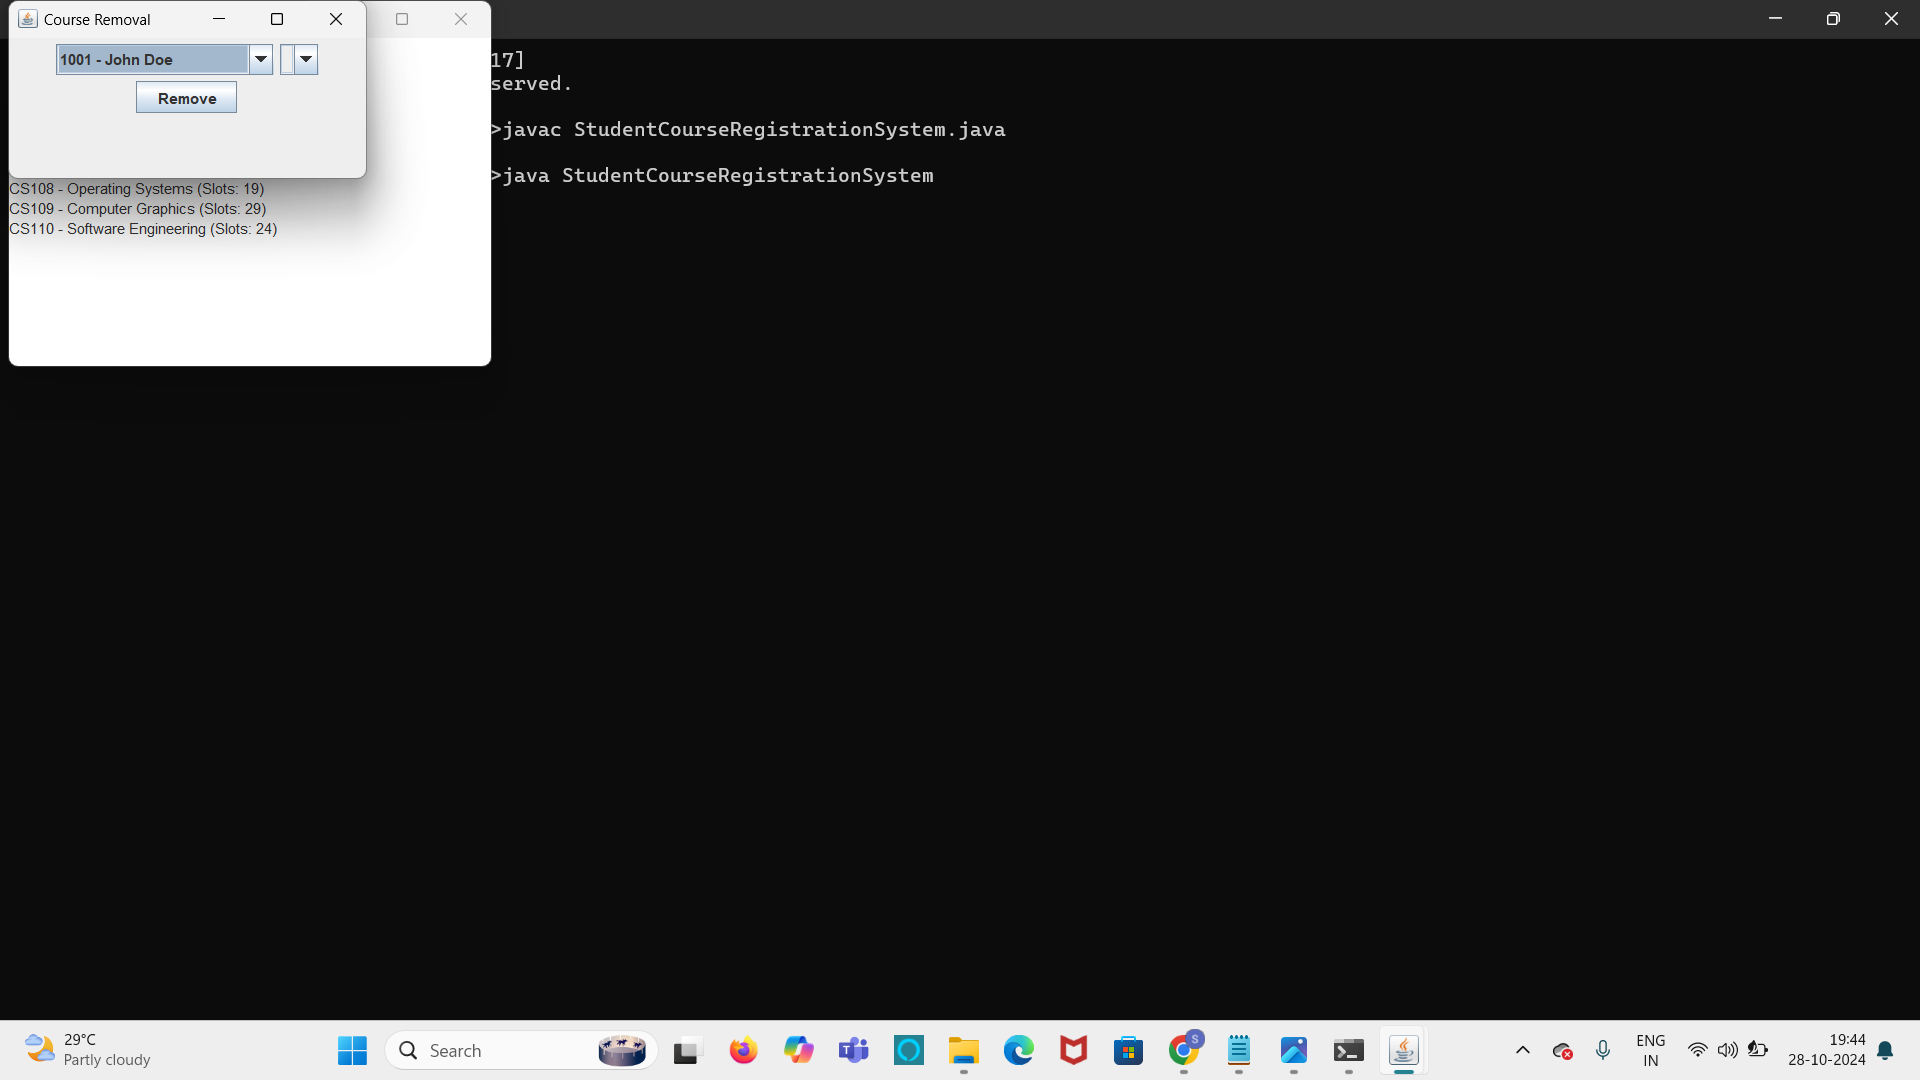 Course Removal
1001 - John Doe
Remove
CS108 - Operating Systems (Slots: 19)
CS109 - Computer Graphics (Slots: 29)
CS110 - Software Engineering (Slots: 24)
17]
served.
>javac StudentCourseRegistrationSystem.java
>java StudentCourseRegistrationSystem
29°C
Partly cloudy
Search
S
ENG
IN
19:44
28-10-2024